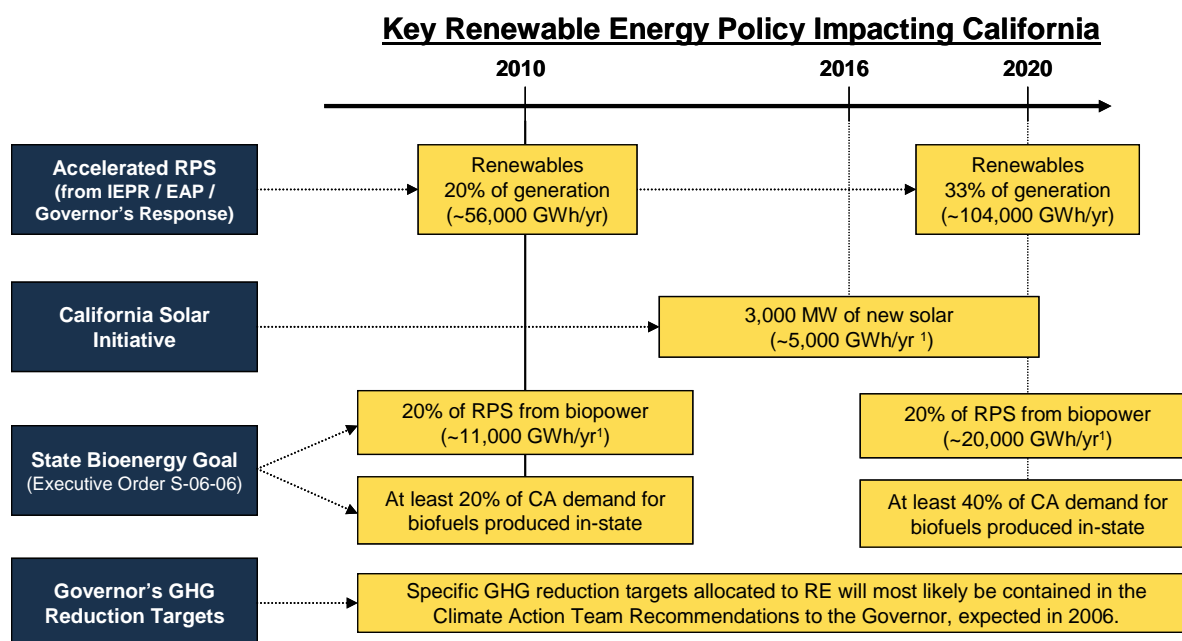 Key Renewable Energy Policy Impacting California
2010
2016
2020
Accelerated RPS
(from IEPR / EAP /
Governor's Response)
Renewables
20% of generation
(~56,000 GWh/yr)
Renewables
33% of generation
(~104,000 GWh/yr)
California Solar
Initiative
3,000 MW of new solar
(~5,000 GWh/yr ¹)
State Bioenergy Goal
(Executive Order S-06-06)
20% of RPS from biopower
(~11,000 GWh/yr¹)
20% of RPS from biopower
(~20,000 GWh/yr¹)
At least 20% of CA demand for
biofuels produced in-state
At least 40% of CA demand for
biofuels produced in-state
Governor's GHG
Reduction Targets
Specific GHG reduction targets allocated to RE will most likely be contained in the
Climate Action Team Recommendations to the Governor, expected in 2006.